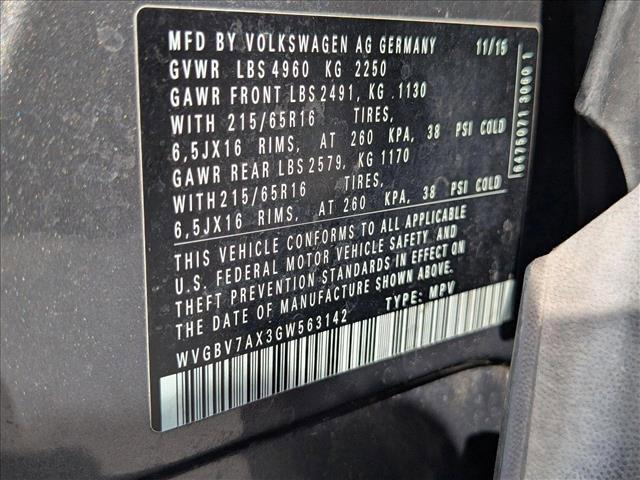 MFD BY VOLKSWAGEN AG GERMANY 11/15
GVWR LBS 4960 KG 2250
GAWR FRONT LBS 2491, KG 1130
WITH 215/65R16 TIRES,
6,5JX16 RIMS, AT 260 KPA, 38 PSI COLD
GAWR REAR LBS 2579, KG 1170
WITH 215/65R16 TIRES,
6,5JX16 RIMS, AT 260 KPA, 38 PSI COLD
THIS VEHICLE CONFORMS TO ALL APPLICABLE
U.S. FEDERAL MOTOR VEHICLE SAFETY AND
THEFT PREVENTION STANDARDS IN EFFECT ON
THE DATE OF MANUFACTURE SHOWN ABOVE.
WVGBV7AX3GW563142 TYPE: MPV